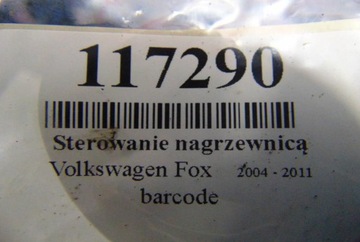 117290
Sterowanie nagrzewnicą
Volkswagen Fox 2004 - 2011
barcode